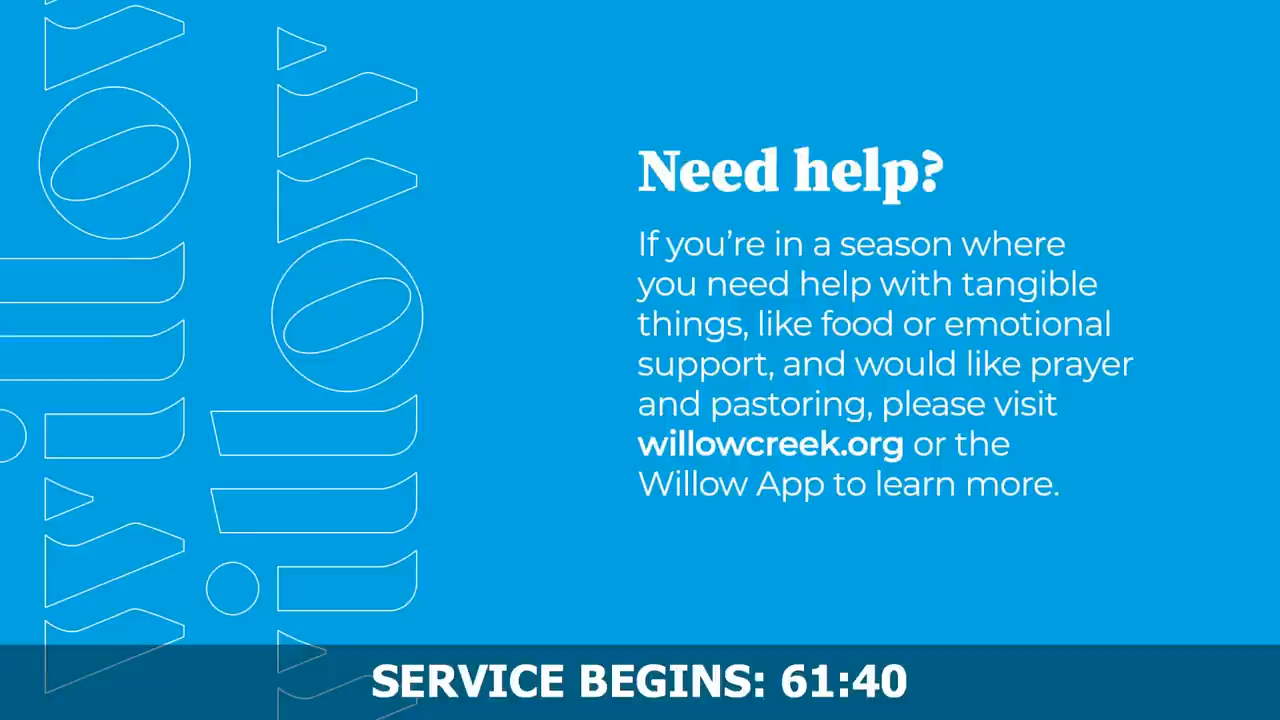 willow
willow
Need help?
If you’re in a season where
you need help with tangible
things, like food or emotional
support, and would like prayer
and pastoring, please visit
willowcreek.org or the
Willow App to learn more.
SERVICE BEGINS: 61:40